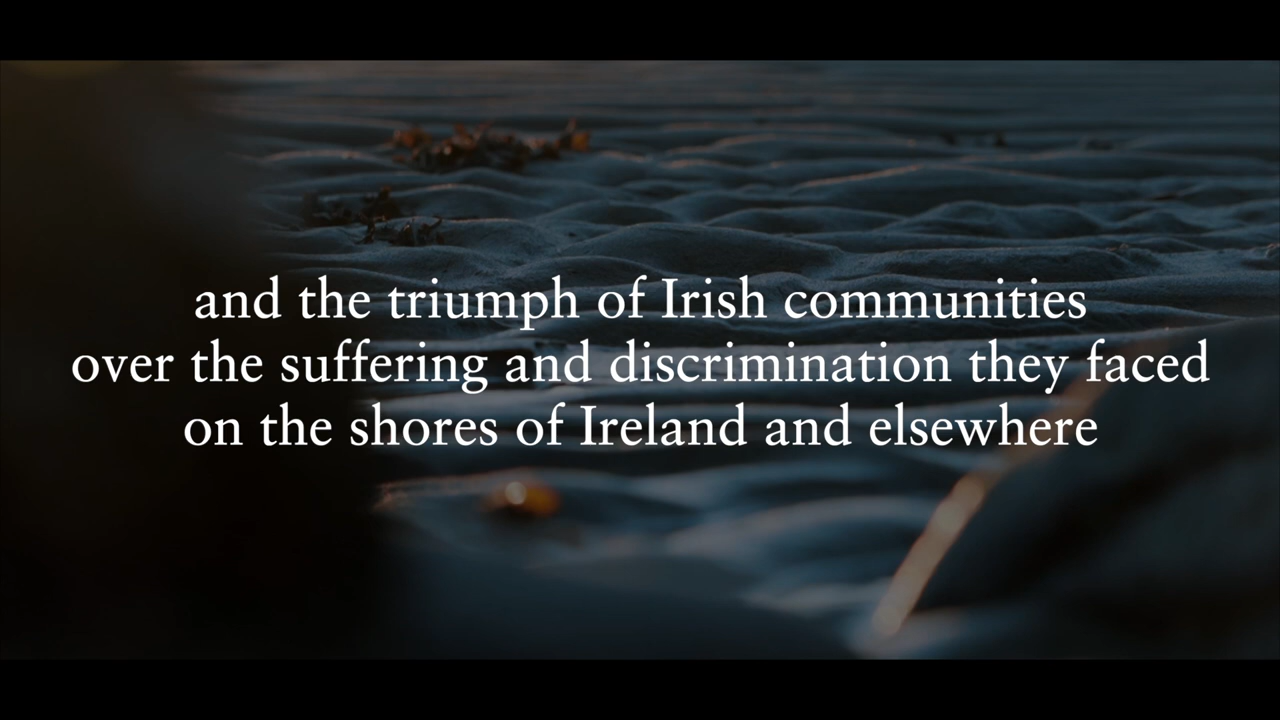 and the triumph of Irish communities
over the suffering and discrimination they faced
on the shores of Ireland and elsewhere